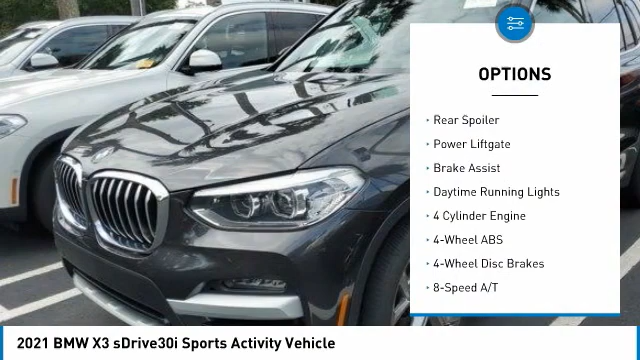 OPTIONS
Rear Spoiler
Power Liftgate
Brake Assist
Daytime Running Lights
4 Cylinder Engine
4-Wheel ABS
4-Wheel Disc Brakes
8-Speed A/T
2021 BMW X3 sDrive30i Sports Activity Vehicle